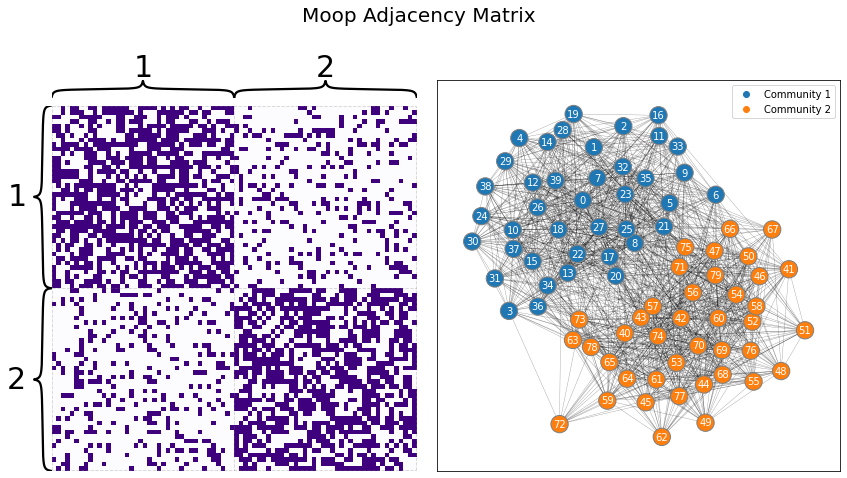 Moop Adjacency Matrix
1 2
1
2
Community 1
Community 2
19
16
28 2
4 14 11
1 33
29
32
9
12 39 7 35
38
23 6
0 5
26
24
27 25 21 66 67
10 18
30 8
37 75 47
22 17 50
15 71 41
13 20 79 46
31
34 56 54
3 36 57 58
73 43 42 60 52
40 51
63 74
78 70 69 76
65 53
48
64 61 68 55
44
59 45 77
72 49
62